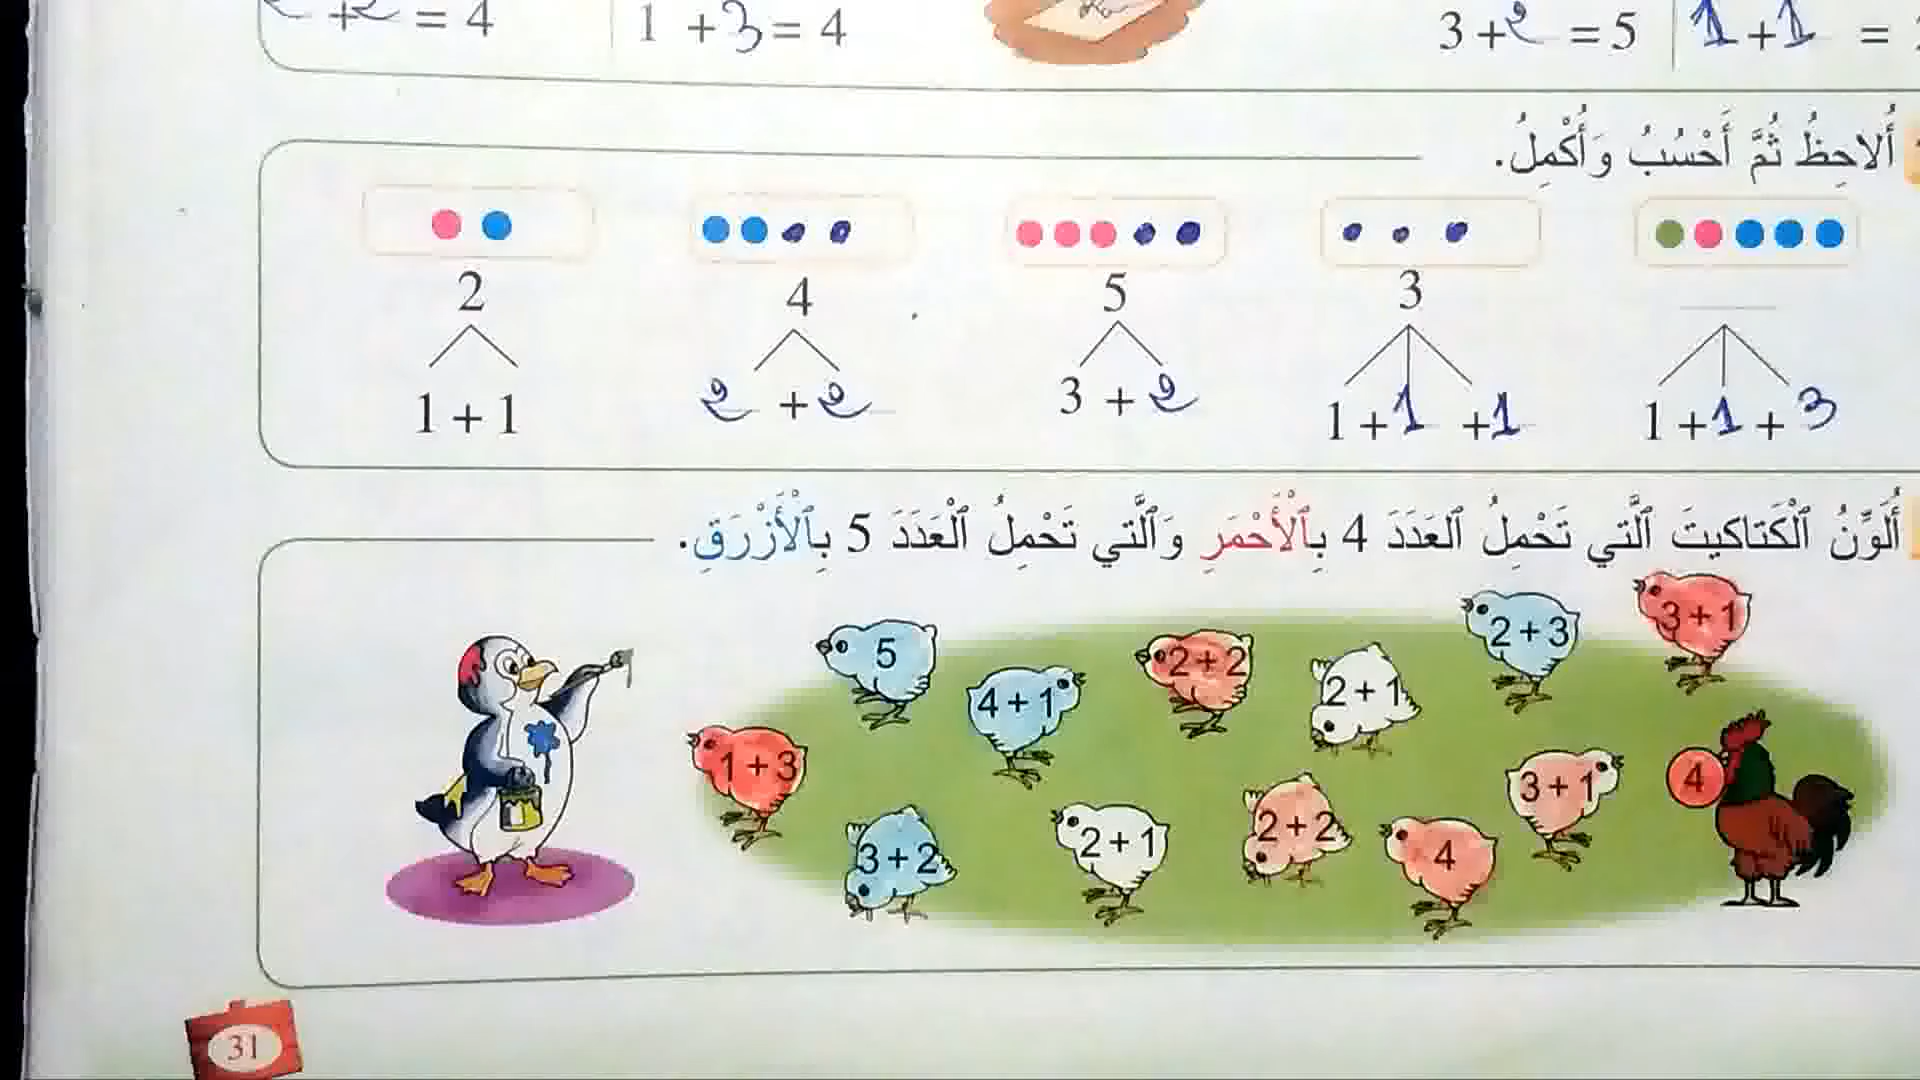 2 + 2 = 4
1 + 3 = 4
3 + 2 = 5
1 + 1 =
أُلاحِظُ ثُمَّ أَحْسُبُ وَأُكْمِلُ.
2 4 5 3
1 + 1
2 + 2
3 + 2
1 + 1 + 1
1 + 1 + 3
أُلَوِّنُ ٱلْكَتاكيتَ ٱلَّتي تَحْمِلُ ٱلعَدَدَ 4 بِٱلْأَحْمَرِ وَٱلَّتي تَحْمِلُ ٱلْعَدَدَ 5 بِٱلْأَزْرَقِ.
5
4 + 1
2 + 2
2 + 1
2 + 3
3 + 1
1 + 3
3 + 2
2 + 1
2 + 2
4
3 + 1
4
31